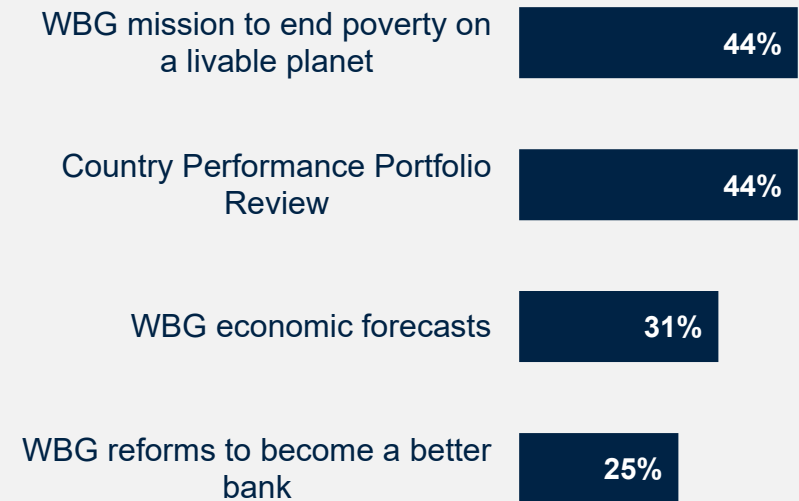 WBG mission to end poverty on
a livable planet
44%
Country Performance Portfolio
Review
44%
WBG economic forecasts
31%
WBG reforms to become a better
bank
25%